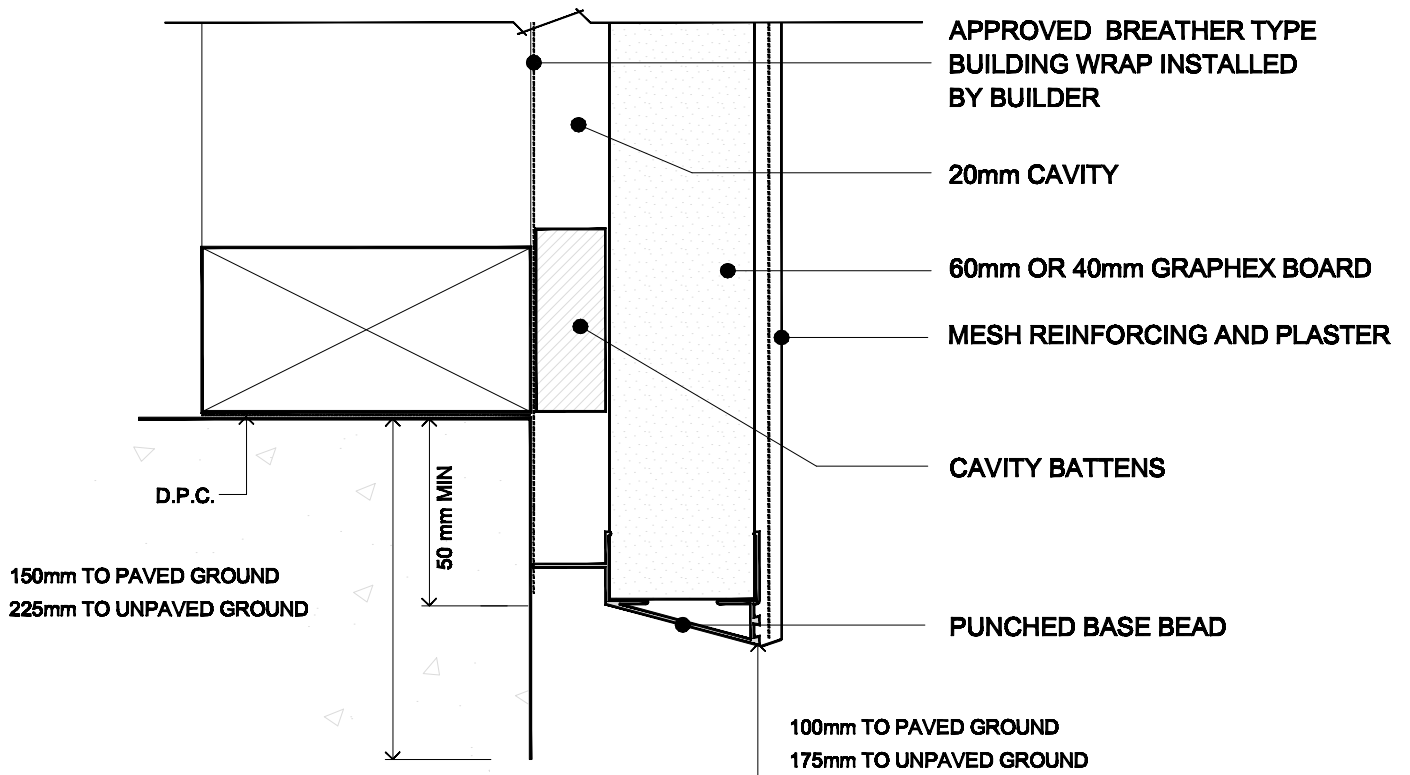 APPROVED BREATHER TYPE
BUILDING WRAP INSTALLED
BY BUILDER
20mm CAVITY
60mm OR 40mm GRAPHEX BOARD
MESH REINFORCING AND PLASTER
CAVITY BATTENS
D.P.C.
50 mm MIN
150mm TO PAVED GROUND
225mm TO UNPAVED GROUND
PUNCHED BASE BEAD
100mm TO PAVED GROUND
175mm TO UNPAVED GROUND